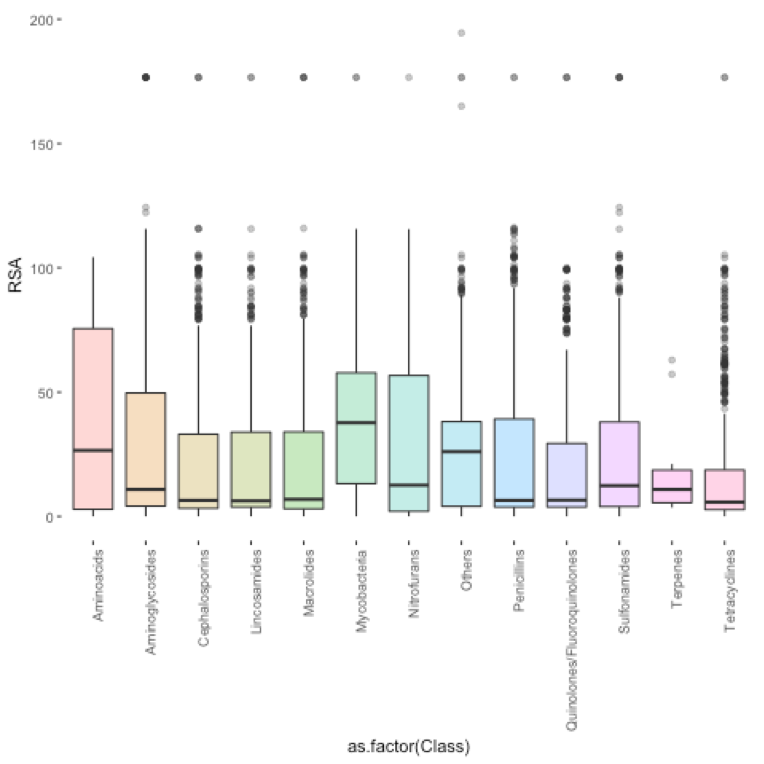 200
150
100
50
0
RSA
Aminoacids
Aminoglycosides
Cephalosporins
Lincosamides
Macrolides
Mycobacteria
Nitrofurans
Others
Penicillins
Quinolones/Fluoroquinolones
Sulfonamides
Terpenes
Tetracyclines
as.factor(Class)